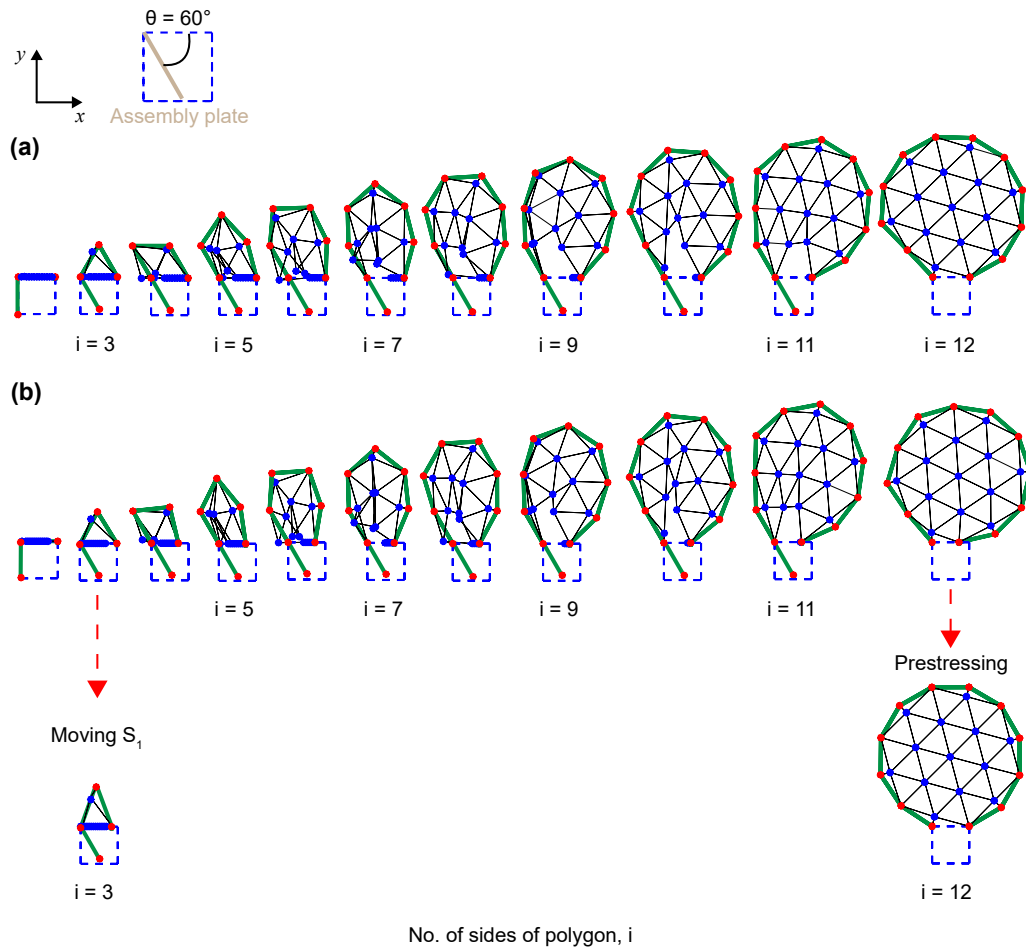 θ = 60°
y
x
Assembly plate
(a)
i = 3
i = 5
i = 7
i = 9
i = 11
i = 12
(b)
i = 5
i = 7
i = 9
i = 11
Prestressing
Moving S₁
i = 3
i = 12
No. of sides of polygon, i